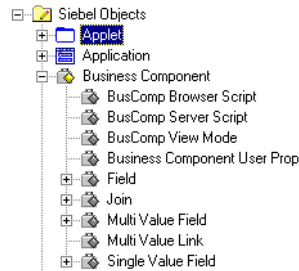 Siebel Objects
Applet
Application
Business Component
BusComp Browser Script
BusComp Server Script
BusComp View Mode
Business Component User Prop
Field
Join
Multi Value Field
Multi Value Link
Single Value Field